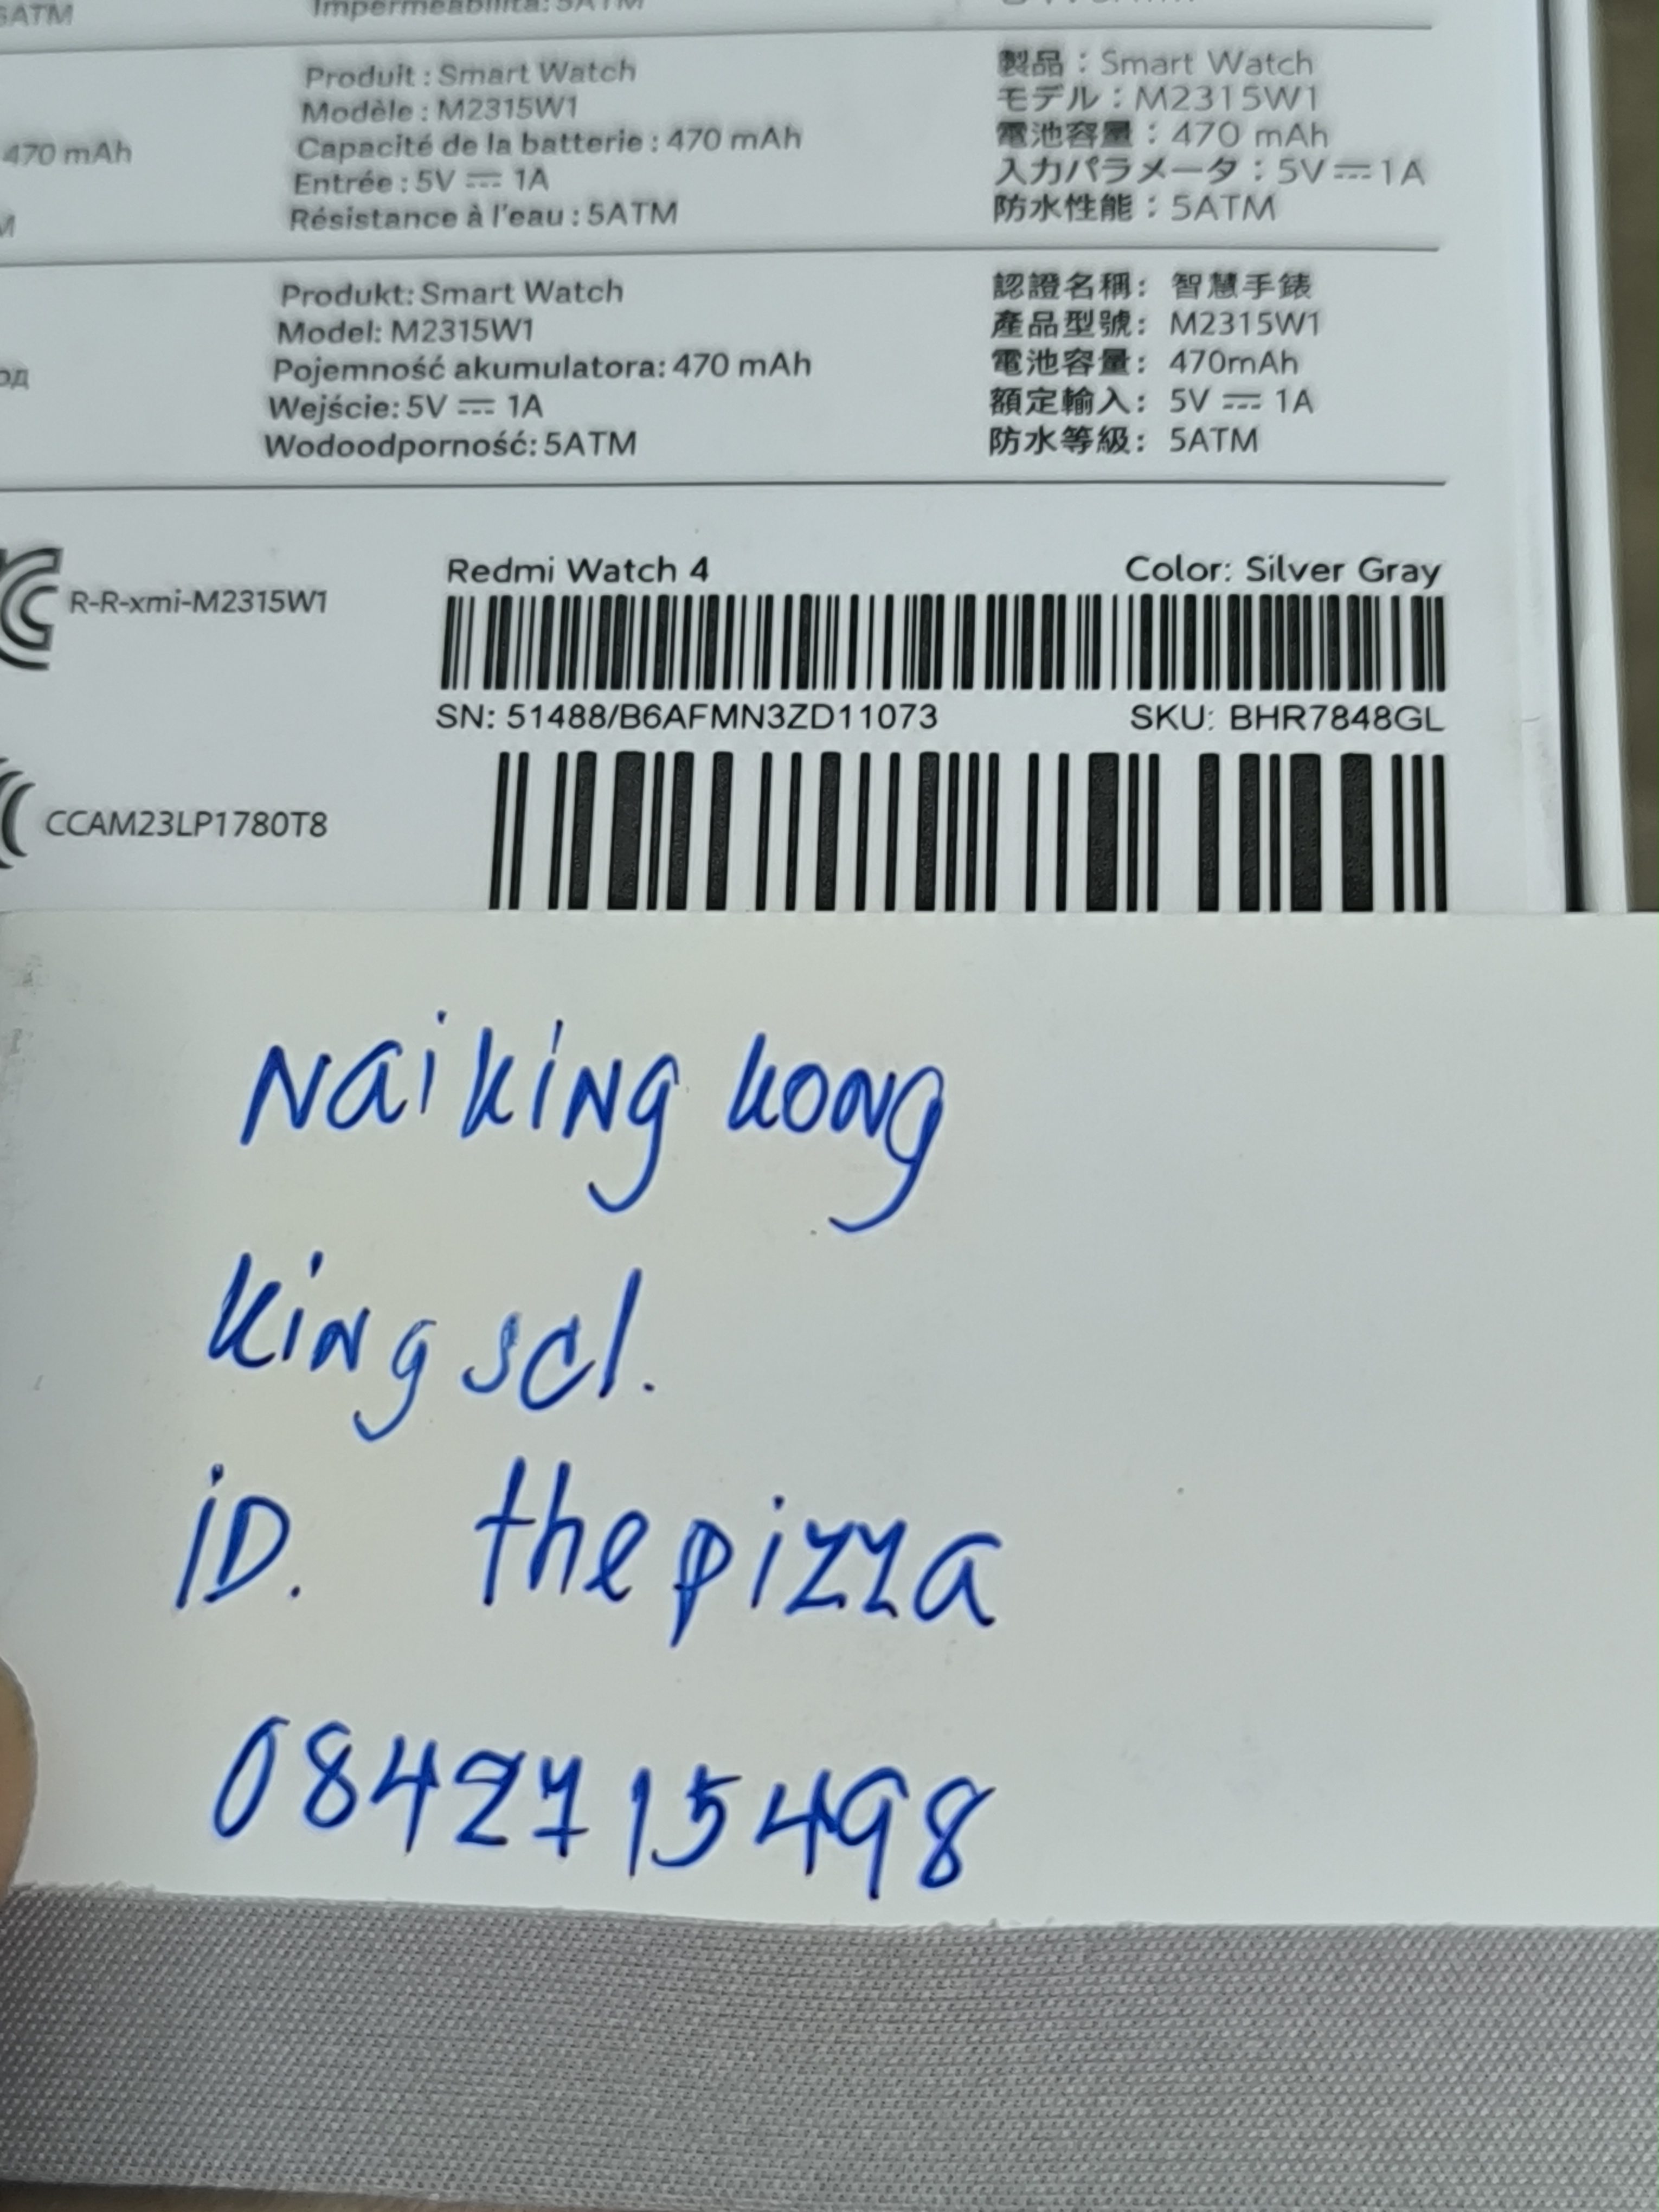 5ATM
Impermeabilità: 5ATM
470 mAh
Produit : Smart Watch
Modèle : M2315W1
Capacité de la batterie : 470 mAh
Entrée : 5V ⎓ 1A
Résistance à l'eau : 5ATM
製品：Smart Watch
モデル：M2315W1
電池容量：470 mAh
入力パラメータ：5V⎓1A
防水性能：5ATM
Produkt: Smart Watch
Model: M2315W1
Pojemność akumulatora: 470 mAh
Wejście: 5V ⎓ 1A
Wodoodporność: 5ATM
認證名稱：智慧手錶
產品型號：M2315W1
電池容量：470mAh
額定輸入：5V ⎓ 1A
防水等級：5ATM
R-R-xmi-M2315W1
Redmi Watch 4 Color: Silver Gray
SN: 51488/B6AFMN3ZD11073 SKU: BHR7848GL
CCAM23LP1780T8
Naiking kong
king scl.
iD. thepizza
0842715498